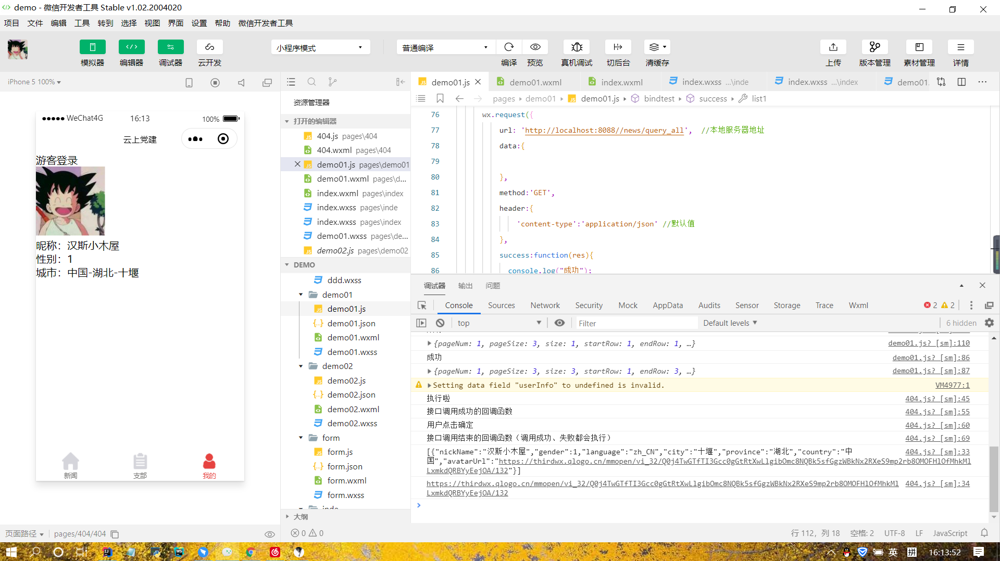 demo - 微信开发者工具 Stable v1.02.2004020
项目 文件 编辑 工具 转到 选择 视图 界面 设置 帮助 微信开发者工具
模拟器 编辑器 调试器 云开发
小程序模式
普通编译
编译 预览 真机调试 切后台 清缓存
上传 版本管理 素材管理 详情
iPhone 5 100%
WeChat4G 16:13 100%
云上党建
游客登录
昵称：汉斯小木屋
性别：1
城市：中国-湖北-十堰
新闻 支部 我的
页面路径 pages/404/404
资源管理器
打开的编辑器
404.js pages\404
404.wxml pages\404
demo01.js pages\demo01
demo01.wxml pages\d...
index.wxml pages\index
index.wxss pages\inde
index.wxss pages\index
demo01.wxss pages\de...
demo02.js pages\demo02
DEMO
ddd.wxss
demo01
demo01.js
demo01.json
demo01.wxml
demo01.wxss
demo02
demo02.js
demo02.json
demo02.wxml
demo02.wxss
form
form.js
form.json
form.wxml
form.wxss
大纲
0 0
demo01.js demo01.wxml index.wxml index.wxss ...\inde index.wxss ...\index demo01.
pages demo01 demo01.js bindtest success list1
76 wx.request({
77 url: 'http://localhost:8088//news/query_all', //本地服务器地址
78 data:{
79
80 },
81 method:'GET',
82 header:{
83 'content-type':'application/json' //默认值
84 },
85 success:function(res){
86 console.log("成功");
调试器 输出 问题
Console Sources Network Security Mock AppData Audits Sensor Storage Trace Wxml 2 2
top Filter Default levels 6 hidden
{pageNum: 1, pageSize: 3, size: 1, startRow: 1, endRow: 1, …} demo01.js? [sm]:110
成功 demo01.js? [sm]:86
{pageNum: 1, pageSize: 3, size: 3, startRow: 1, endRow: 3, …} demo01.js? [sm]:87
Setting data field "userInfo" to undefined is invalid. VM4977:1
执行啦 404.js? [sm]:45
接口调用成功的回调函数 404.js? [sm]:55
用户点击确定 404.js? [sm]:60
接口调用结束的回调函数（调用成功、失败都会执行） 404.js? [sm]:69
[{"nickName":"汉斯小木屋","gender":1,"language":"zh_CN","city":"十堰","province":"湖北","country":"中 404.js? [sm]:33
国","avatarUrl":"https://thirdwx.qlogo.cn/mmopen/vi_32/Q0j4TwGTfTI3Gcc0gGtRtXwLlgibOmc8NQBk5sfGgzWBkNx2RXeS9mp2rb8OMOFHlOfMhkMl
LxmkdQRBYyEejOA/132"}]
https://thirdwx.qlogo.cn/mmopen/vi_32/Q0j4TwGTfTI3Gcc0gGtRtXwLlgibOmc8NQBk5sfGgzWBkNx2RXeS9mp2rb8OMOFHlOfMhkMl 404.js? [sm]:34
LxmkdQRBYyEejOA/132
行 112，列 18 空格: 2 UTF-8 LF JavaScript
英 拼 16:13:52